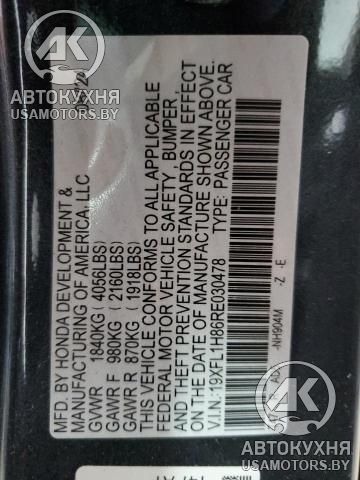 MFD. BY HONDA DEVELOPMENT &
MANUFACTURING OF AMERICA, LLC
GVWR 1840KG (4056LBS)
GAWR F 980KG (2160LBS)
GAWR R 870KG (1918LBS)
THIS VEHICLE CONFORMS TO ALL APPLICABLE
FEDERAL MOTOR VEHICLE SAFETY, BUMPER,
AND THEFT PREVENTION STANDARDS IN EFFECT
ON THE DATE OF MANUFACTURE SHOWN ABOVE.
V.I.N.:19XFL1H86RE030478 TYPE: PASSENGER CAR
-NH904M
-Z -E
АК
АВТОКУХНЯ
USAMOTORS.BY
АК
АВТОКУХНЯ
USAMOTORS.BY